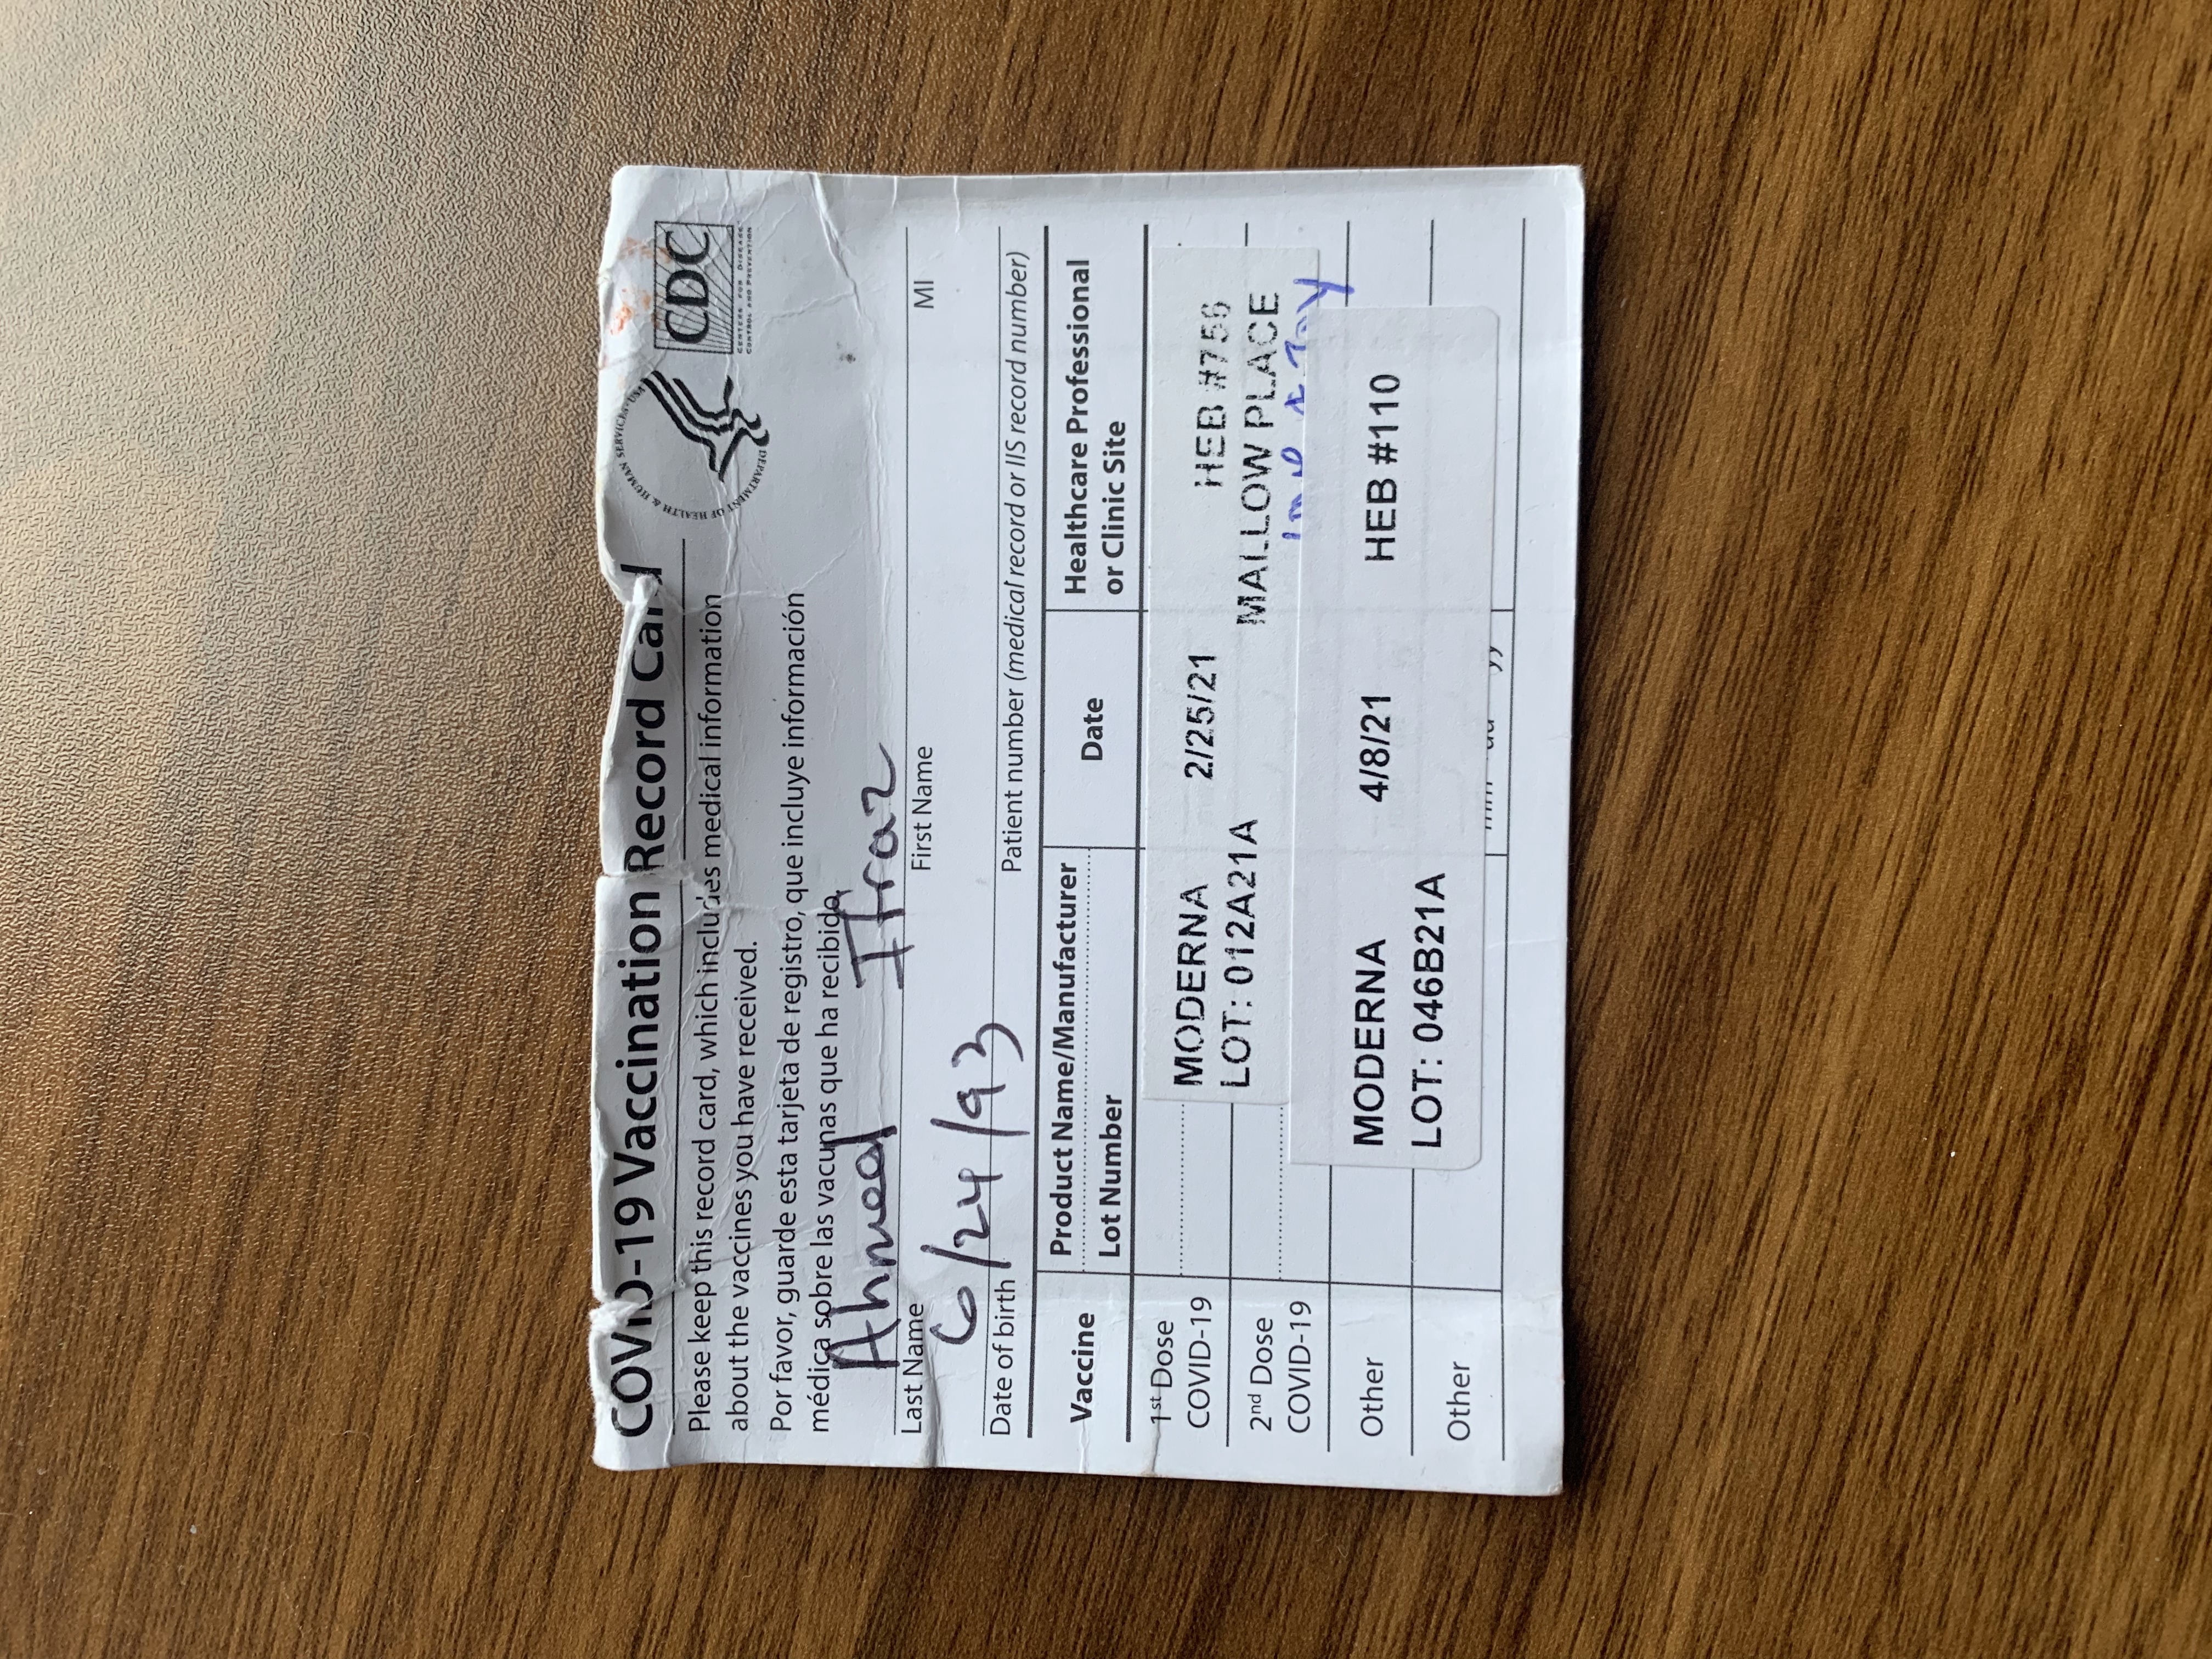 COVID-19 Vaccination Record Card
Please keep this record card, which includes medical information
about the vaccines you have received.
Por favor, guarde esta tarjeta de registro, que incluye información
médica sobre las vacunas que ha recibido.
DEPARTMENT OF HEALTH & HUMAN SERVICES • USA
CDC
CENTERS FOR DISEASE
CONTROL AND PREVENTION
Ahmed Ifraz
Last Name First Name MI
6/24/93
Date of birth Patient number (medical record or IIS record number)
Vaccine
Product Name/Manufacturer
Lot Number
Date
Healthcare Professional
or Clinic Site
1st Dose
COVID-19
MODERNA 2/25/21 HEB #756
LOT: 012A21A MALLOW PLACE
2nd Dose
COVID-19
Other
MODERNA 4/8/21 HEB #110
LOT: 046B21A
Other
mm dd yy